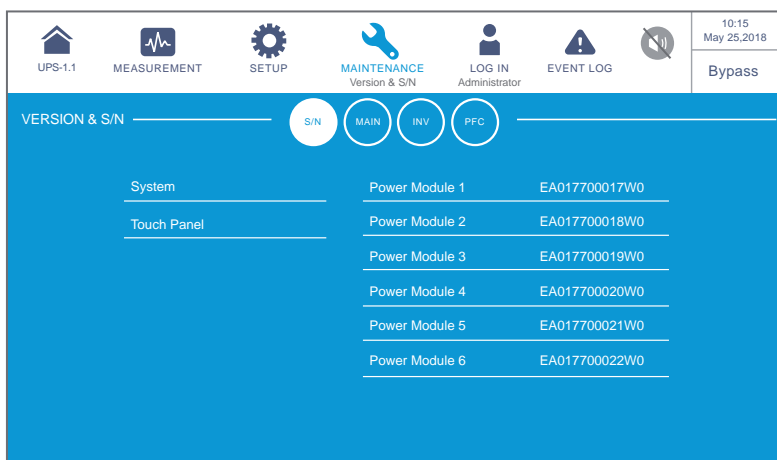 10:15
May 25,2018
UPS-1.1 MEASUREMENT SETUP MAINTENANCE LOG IN EVENT LOG
Version & S/N Administrator
Bypass
VERSION & S/N S/N MAIN INV PFC
System Power Module 1 EA017700017W0
Touch Panel Power Module 2 EA017700018W0
Power Module 3 EA017700019W0
Power Module 4 EA017700020W0
Power Module 5 EA017700021W0
Power Module 6 EA017700022W0